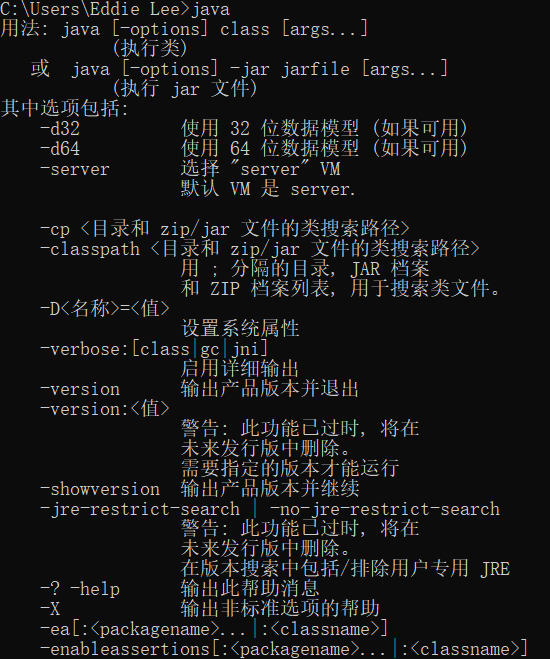 C:\Users\Eddie Lee>java
用法: java [-options] class [args...]
(执行类)
或 java [-options] -jar jarfile [args...]
(执行 jar 文件)
其中选项包括:
-d32 使用 32 位数据模型 (如果可用)
-d64 使用 64 位数据模型 (如果可用)
-server 选择 "server" VM
默认 VM 是 server.
-cp <目录和 zip/jar 文件的类搜索路径>
-classpath <目录和 zip/jar 文件的类搜索路径>
用 ; 分隔的目录, JAR 档案
和 ZIP 档案列表, 用于搜索类文件。
-D<名称>=<值>
设置系统属性
-verbose:[class|gc|jni]
启用详细输出
-version 输出产品版本并退出
-version:<值>
警告: 此功能已过时, 将在
未来发行版中删除。
需要指定的版本才能运行
-showversion 输出产品版本并继续
-jre-restrict-search | -no-jre-restrict-search
警告: 此功能已过时, 将在
未来发行版中删除。
在版本搜索中包括/排除用户专用 JRE
-? -help 输出此帮助消息
-X 输出非标准选项的帮助
-ea[:<packagename>...|:<classname>]
-enableassertions[:<packagename>...|:<classname>]